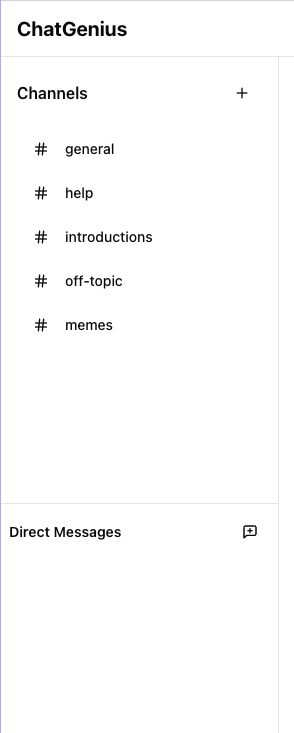 ChatGenius
Channels
# general
# help
# introductions
# off-topic
# memes
Direct Messages